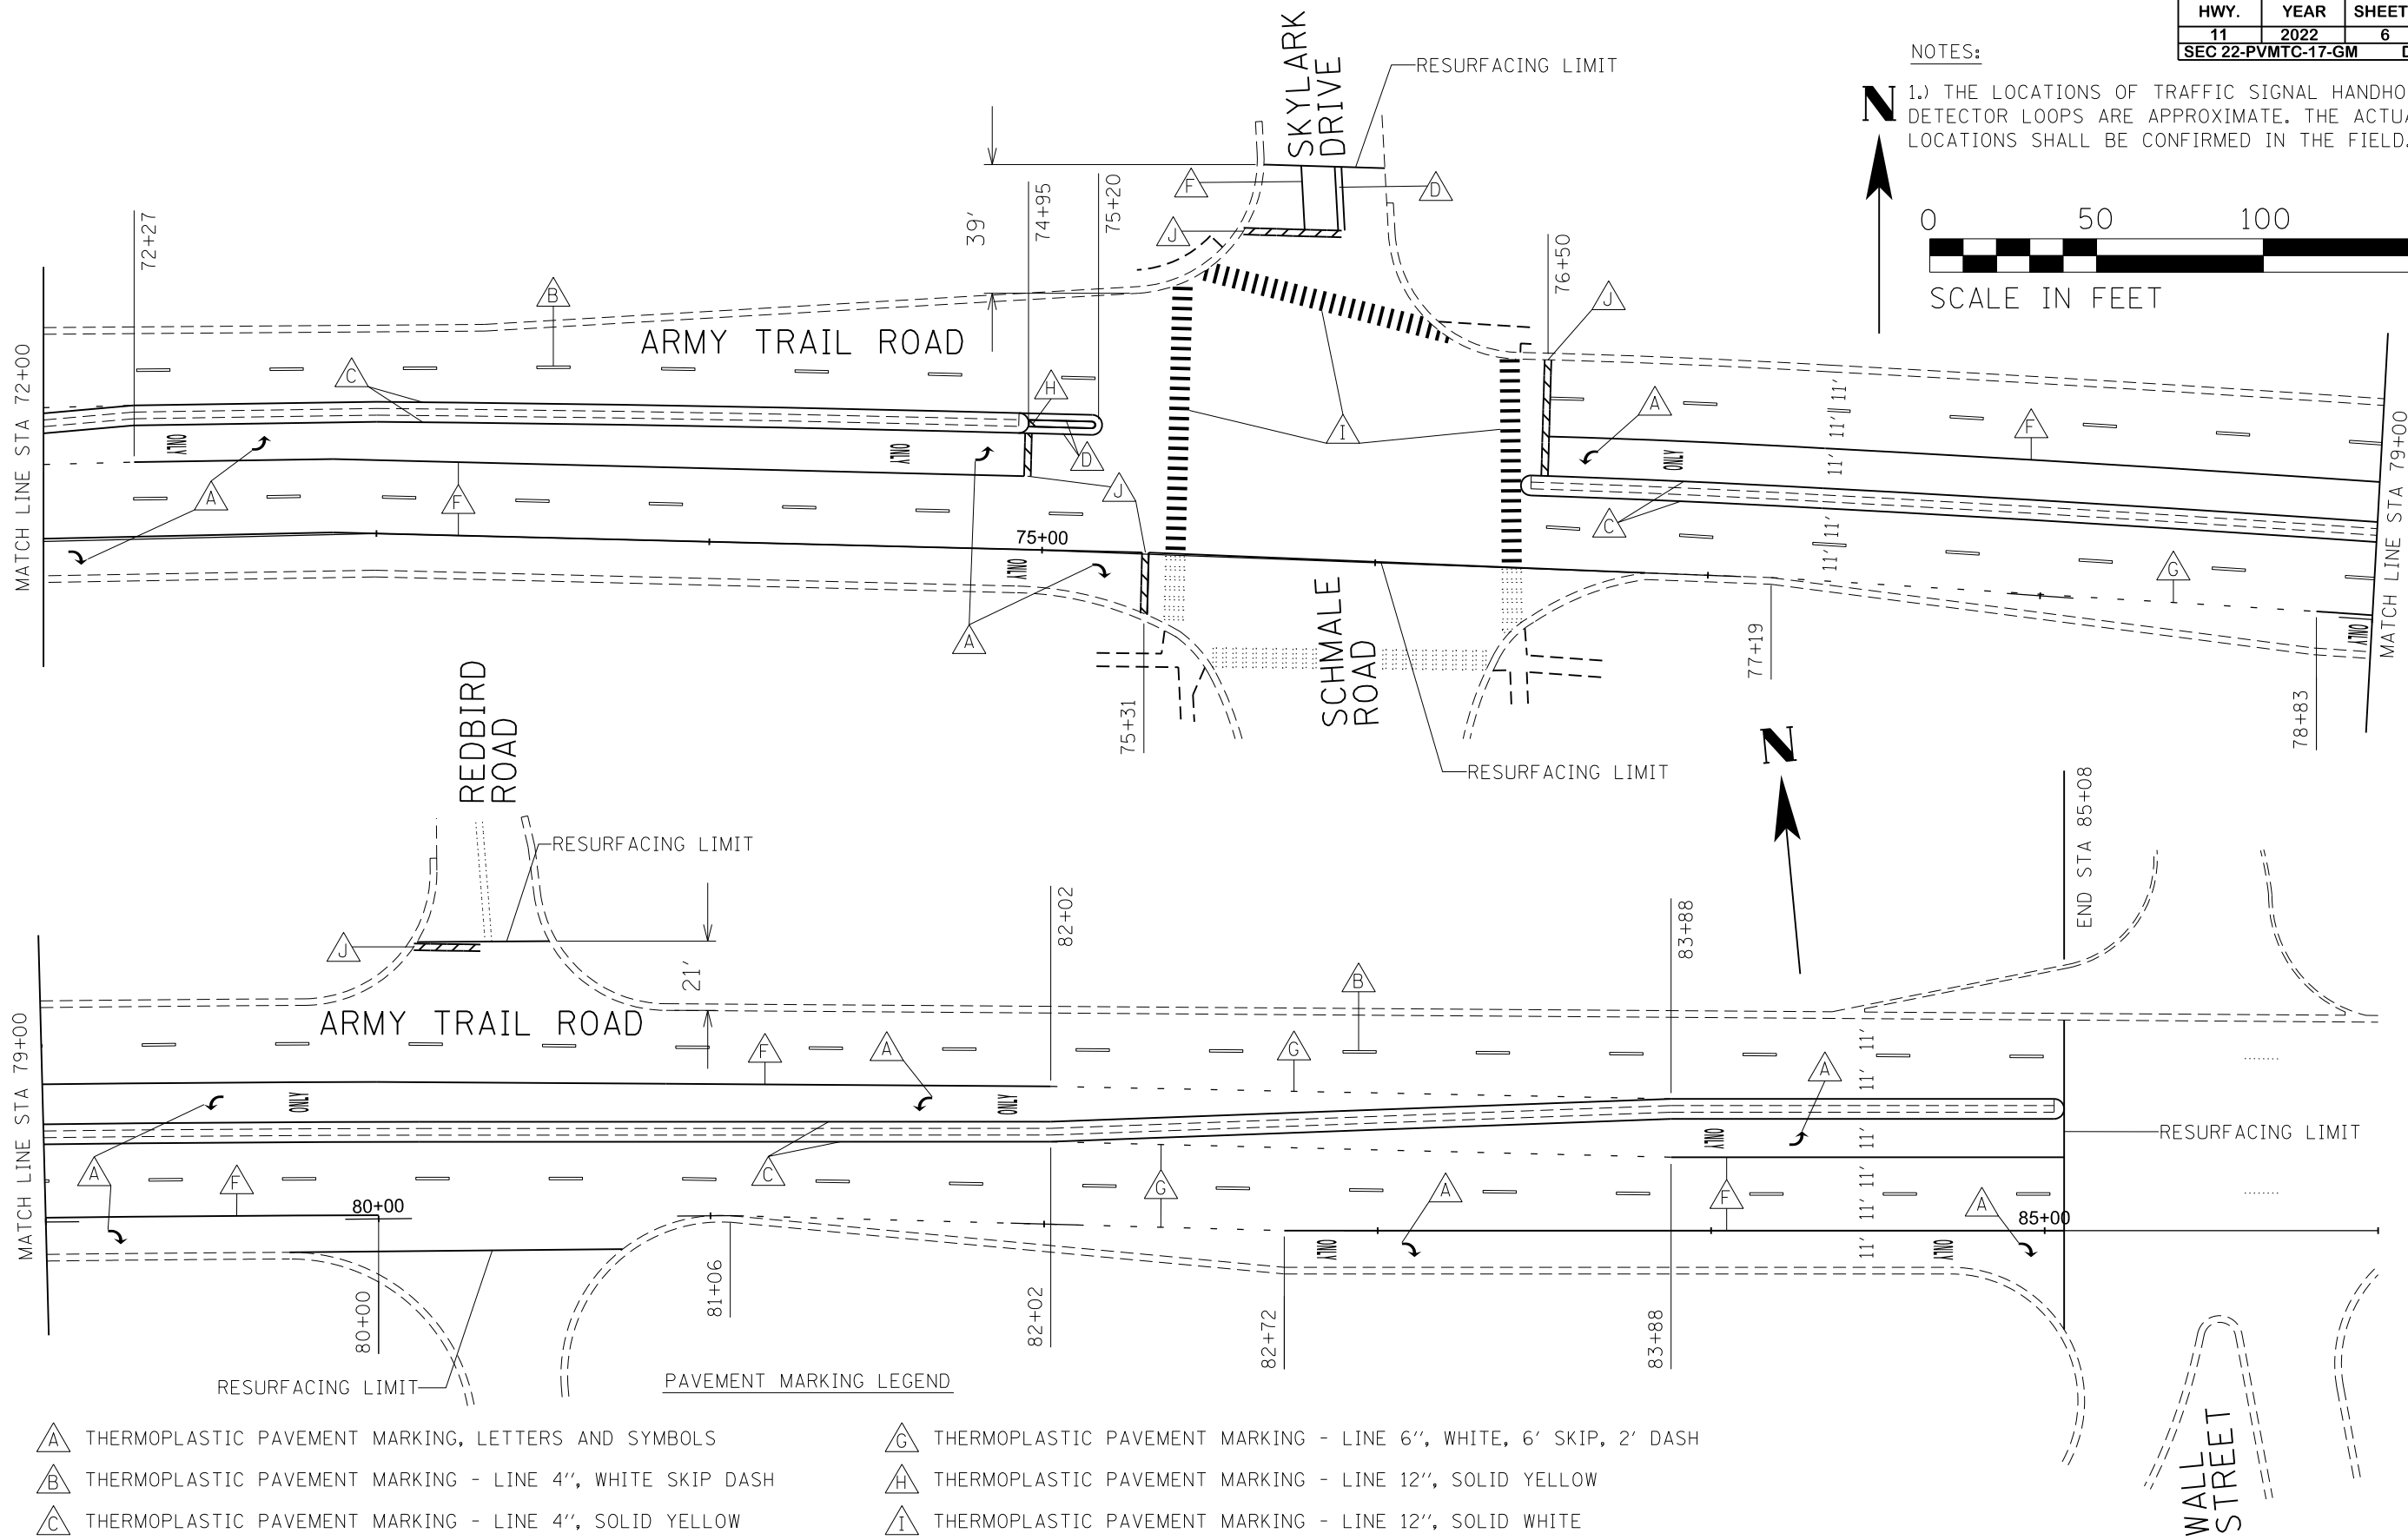 HWY. YEAR SHEET
11 2022 6
SEC 22-PVMTC-17-GM
NOTES:
N
1.) THE LOCATIONS OF TRAFFIC SIGNAL
DETECTOR LOOPS ARE APPROXIMATE. THE
LOCATIONS SHALL BE CONFIRMED IN THE FIELD.
0 50 100
SCALE IN FEET
SKYLARK
DRIVE
RESURFACING LIMIT
F
D
J
39'
72+27
74+95
75+20
76+50
B
J
ARMY TRAIL ROAD
MATCH LINE STA 72+00
C
H
A
11' 11'
F
I
ONLY
ONLY
ONLY
D
11' 11'
A
F
J
C
MATCH LINE STA 79+00
75+00
ONLY
G
A
ONLY
SCHMALE
ROAD
77+19
78+83
75+31
RESURFACING LIMIT
N
REDBIRD
ROAD
RESURFACING LIMIT
END STA 85+08
82+02
83+88
J
21'
B
MATCH LINE STA 79+00
ARMY TRAIL ROAD
F
A
G
A
11' 11'
ONLY
ONLY
ONLY
11'
RESURFACING LIMIT
A
F
C
G
A
F
A
11' 11'
80+00
85+00
ONLY
ONLY
11'
81+06
80+00
82+02
82+72
83+88
RESURFACING LIMIT
PAVEMENT MARKING LEGEND
A THERMOPLASTIC PAVEMENT MARKING, LETTERS AND SYMBOLS
B THERMOPLASTIC PAVEMENT MARKING - LINE 4'', WHITE SKIP DASH
C THERMOPLASTIC PAVEMENT MARKING - LINE 4'', SOLID YELLOW
G THERMOPLASTIC PAVEMENT MARKING - LINE 6'', WHITE, 6' SKIP, 2' DASH
H THERMOPLASTIC PAVEMENT MARKING - LINE 12'', SOLID YELLOW
I THERMOPLASTIC PAVEMENT MARKING - LINE 12'', SOLID WHITE
WALL
STREET